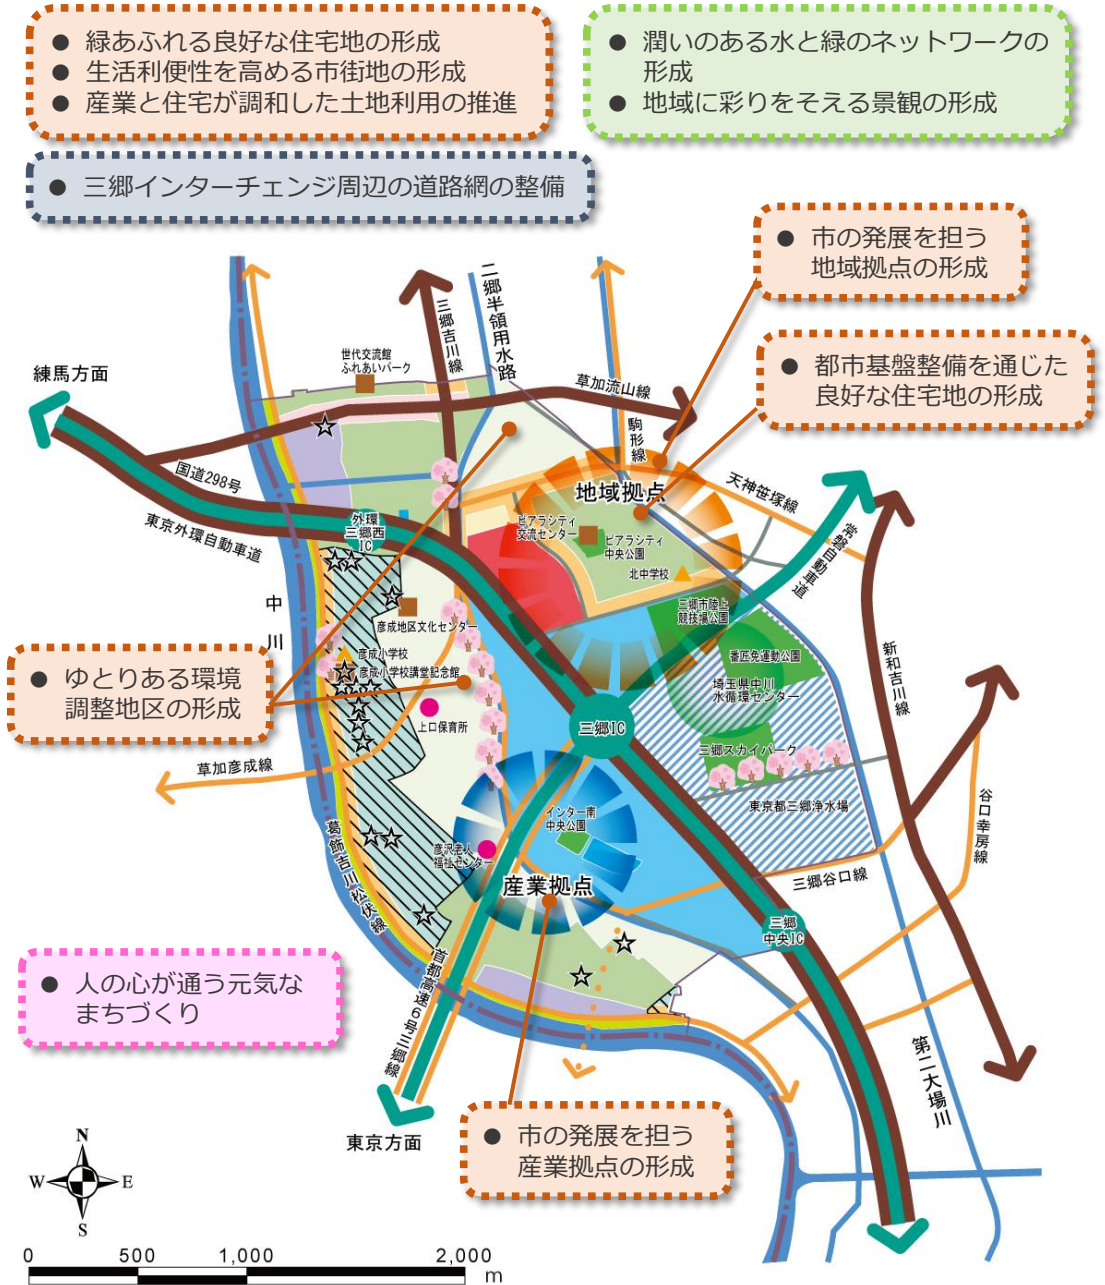 ● 緑あふれる良好な住宅地の形成
● 生活利便性を高める市街地の形成
● 産業と住宅が調和した土地利用の推進
● 潤いのある水と緑のネットワークの
形成
● 地域に彩りをそえる景観の形成
● 三郷インターチェンジ周辺の道路網の整備
● 市の発展を担う
地域拠点の形成
● 都市基盤整備を通じた
良好な住宅地の形成
二郷半領用水路
三郷吉川線
世代交流館
ふれあいパーク
練馬方面
草加流山線
駒形線
国道298号
東京外環自動車道
天神笹塚線
常磐自動車道
地域拠点
ピアラシティ
交流センター
ピアラシティ
中央公園
北中学校
外環
三郷西
IC
三郷市陸上
競技場公園
番匠免運動公園
埼玉県中川
水循環センター
新和吉川線
中川
彦成地区文化センター
彦成小学校
彦成小学校講堂記念館
● ゆとりある環境
調整地区の形成
上口保育所
三郷IC
三郷スカイパーク
東京都三郷浄水場
草加彦成線
谷口幸房線
インター南
中央公園
彦沢老人
福祉センター
産業拠点
三郷谷口線
葛飾吉川松伏線
三郷
中央IC
首都高速6号三郷線
● 人の心が通う元気な
まちづくり
第二大場川
東京方面
● 市の発展を担う
産業拠点の形成
N
W E
S
0 500 1,000 2,000
m